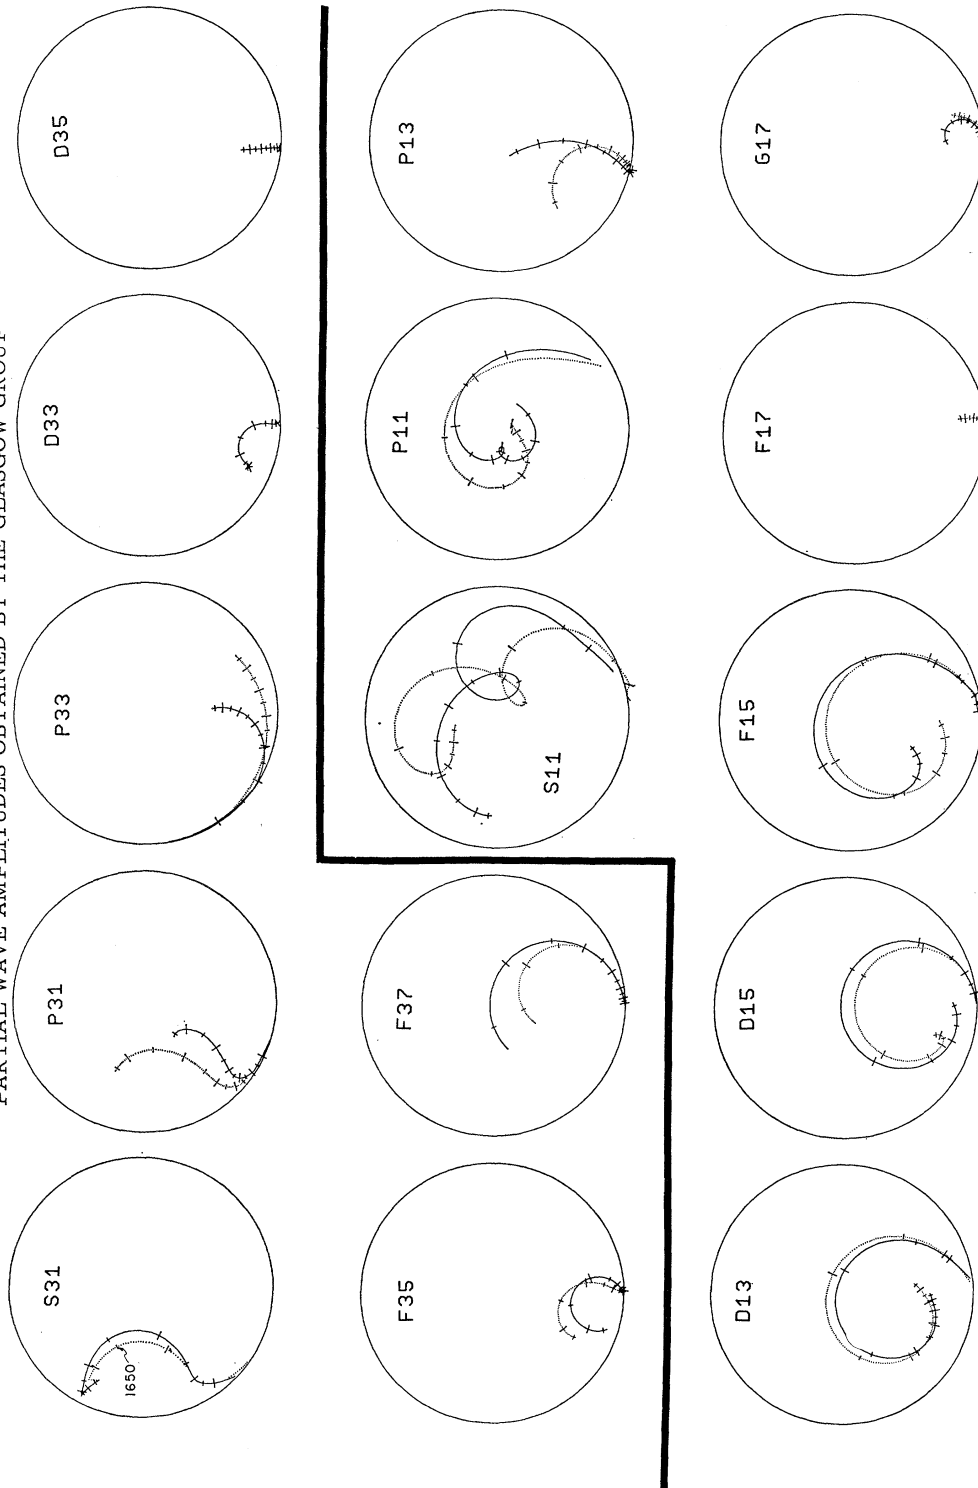 PARTIAL WAVE AMPLITUDES OBTAINED BY THE GLASGOW GROUP
S31
P31
P33
D33
D35
1650
F35
F37
S11
P11
P13
D13
D15
F15
F17
G17